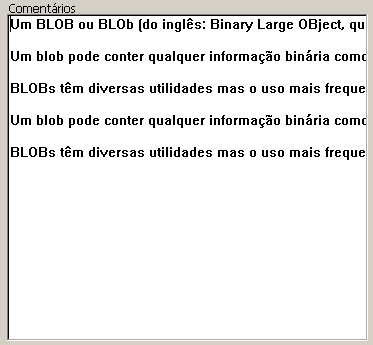 Comentários
Um BLOB ou BLOb (do inglês: Binary Large OBject, qu
Um blob pode conter qualquer informação binária como
BLOBs têm diversas utilidades mas o uso mais freque
Um blob pode conter qualquer informação binária como
BLOBs têm diversas utilidades mas o uso mais freque